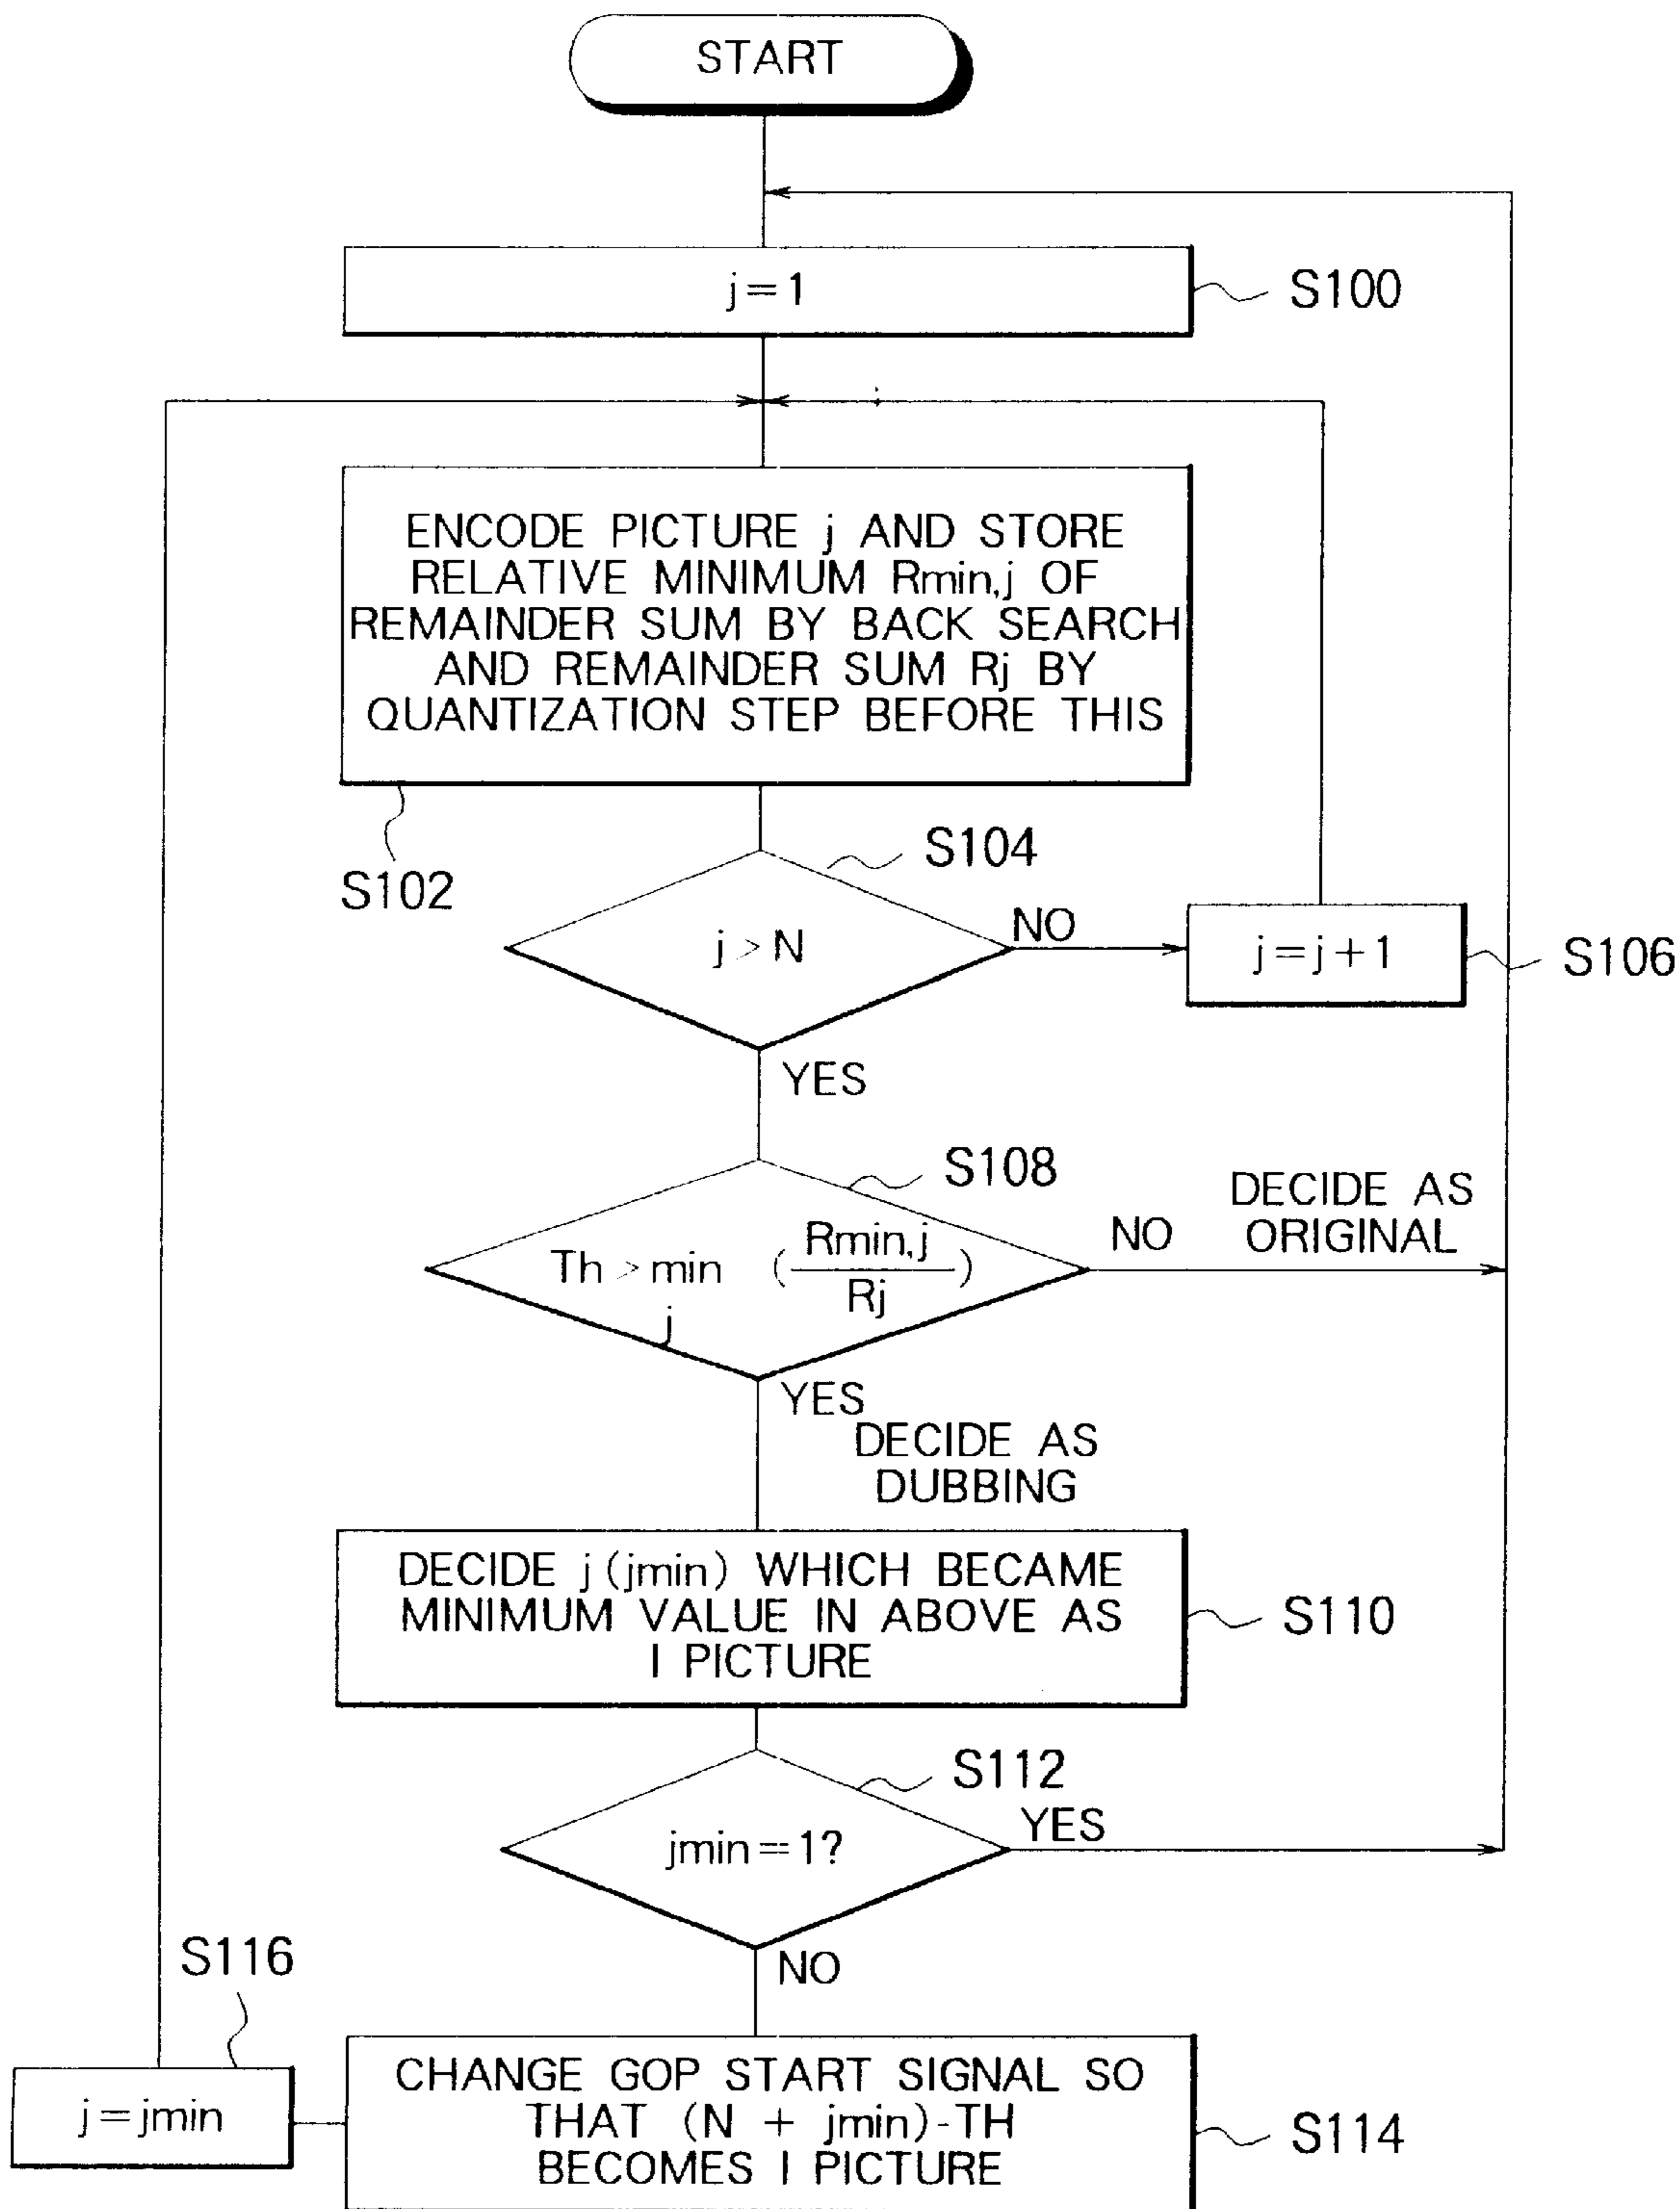 START
j=1
S100
ENCODE PICTURE j AND STORE
RELATIVE MINIMUM Rmin,j OF
REMAINDER SUM BY BACK SEARCH
AND REMAINDER SUM Rj BY
QUANTIZATION STEP BEFORE THIS
S102
S104
j > N
NO
j=j+1
S106
YES
S108
Th > min j (Rmin,j / Rj)
NO
DECIDE AS
ORIGINAL
YES
DECIDE AS
DUBBING
DECIDE j (jmin) WHICH BECAME
MINIMUM VALUE IN ABOVE AS
I PICTURE
S110
S112
jmin=1?
YES
NO
S116
j=jmin
CHANGE GOP START SIGNAL SO
THAT (N + jmin)-TH
BECOMES I PICTURE
S114